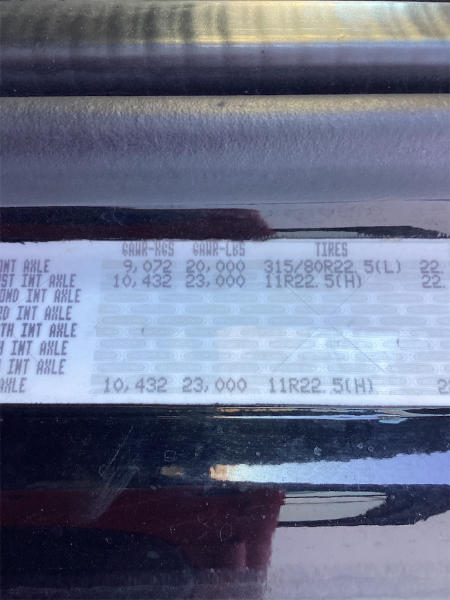 GAWR-KGS GAWR-LBS TIRES
NT AXLE 9,072 20,000 315/80R22.5(L) 22.
ST INT AXLE 10,432 23,000 11R22.5(H) 22.
OND INT AXLE
RD INT AXLE
TH INT AXLE
H INT AXLE
INT AXLE
AXLE 10,432 23,000 11R22.5(H) 22